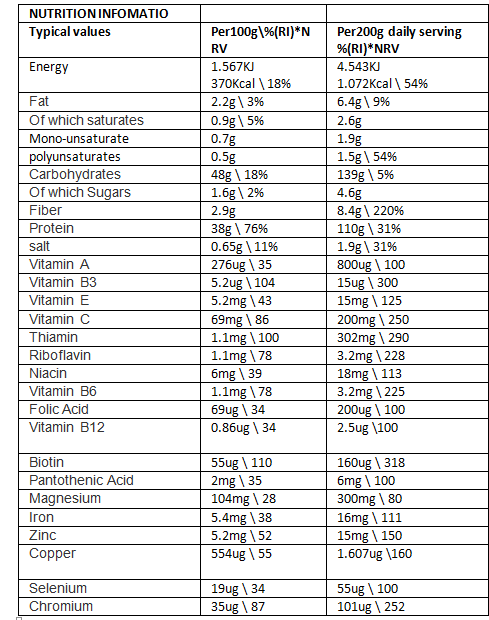 NUTRITION INFOMATIO
Typical values Per100g\%(RI)*N Per200g daily serving
RV %(RI)*NRV
Energy 1.567KJ 4.543KJ
370Kcal \ 18% 1.072Kcal \ 54%
Fat 2.2g \ 3% 6.4g \ 9%
Of which saturates 0.9g \ 5% 2.6g
Mono-unsaturate 0.7g 1.9g
polyunsaturates 0.5g 1.5g \ 54%
Carbohydrates 48g \ 18% 139g \ 5%
Of which Sugars 1.6g \ 2% 4.6g
Fiber 2.9g 8.4g \ 220%
Protein 38g \ 76% 110g \ 31%
salt 0.65g \ 11% 1.9g \ 31%
Vitamin A 276ug \ 35 800ug \ 100
Vitamin B3 5.2ug \ 104 15ug \ 300
Vitamin E 5.2mg \ 43 15mg \ 125
Vitamin C 69mg \ 86 200mg \ 250
Thiamin 1.1mg \ 100 302mg \ 290
Riboflavin 1.1mg \ 78 3.2mg \ 228
Niacin 6mg \ 39 18mg \ 113
Vitamin B6 1.1mg \ 78 3.2mg \ 225
Folic Acid 69ug \ 34 200ug \ 100
Vitamin B12 0.86ug \ 34 2.5ug \100
Biotin 55ug \ 110 160ug \ 318
Pantothenic Acid 2mg \ 35 6mg \ 100
Magnesium 104mg \ 28 300mg \ 80
Iron 5.4mg \ 38 16mg \ 111
Zinc 5.2mg \ 52 15mg \ 150
Copper 554ug \ 55 1.607ug \160
Selenium 19ug \ 34 55ug \ 100
Chromium 35ug \ 87 101ug \ 252